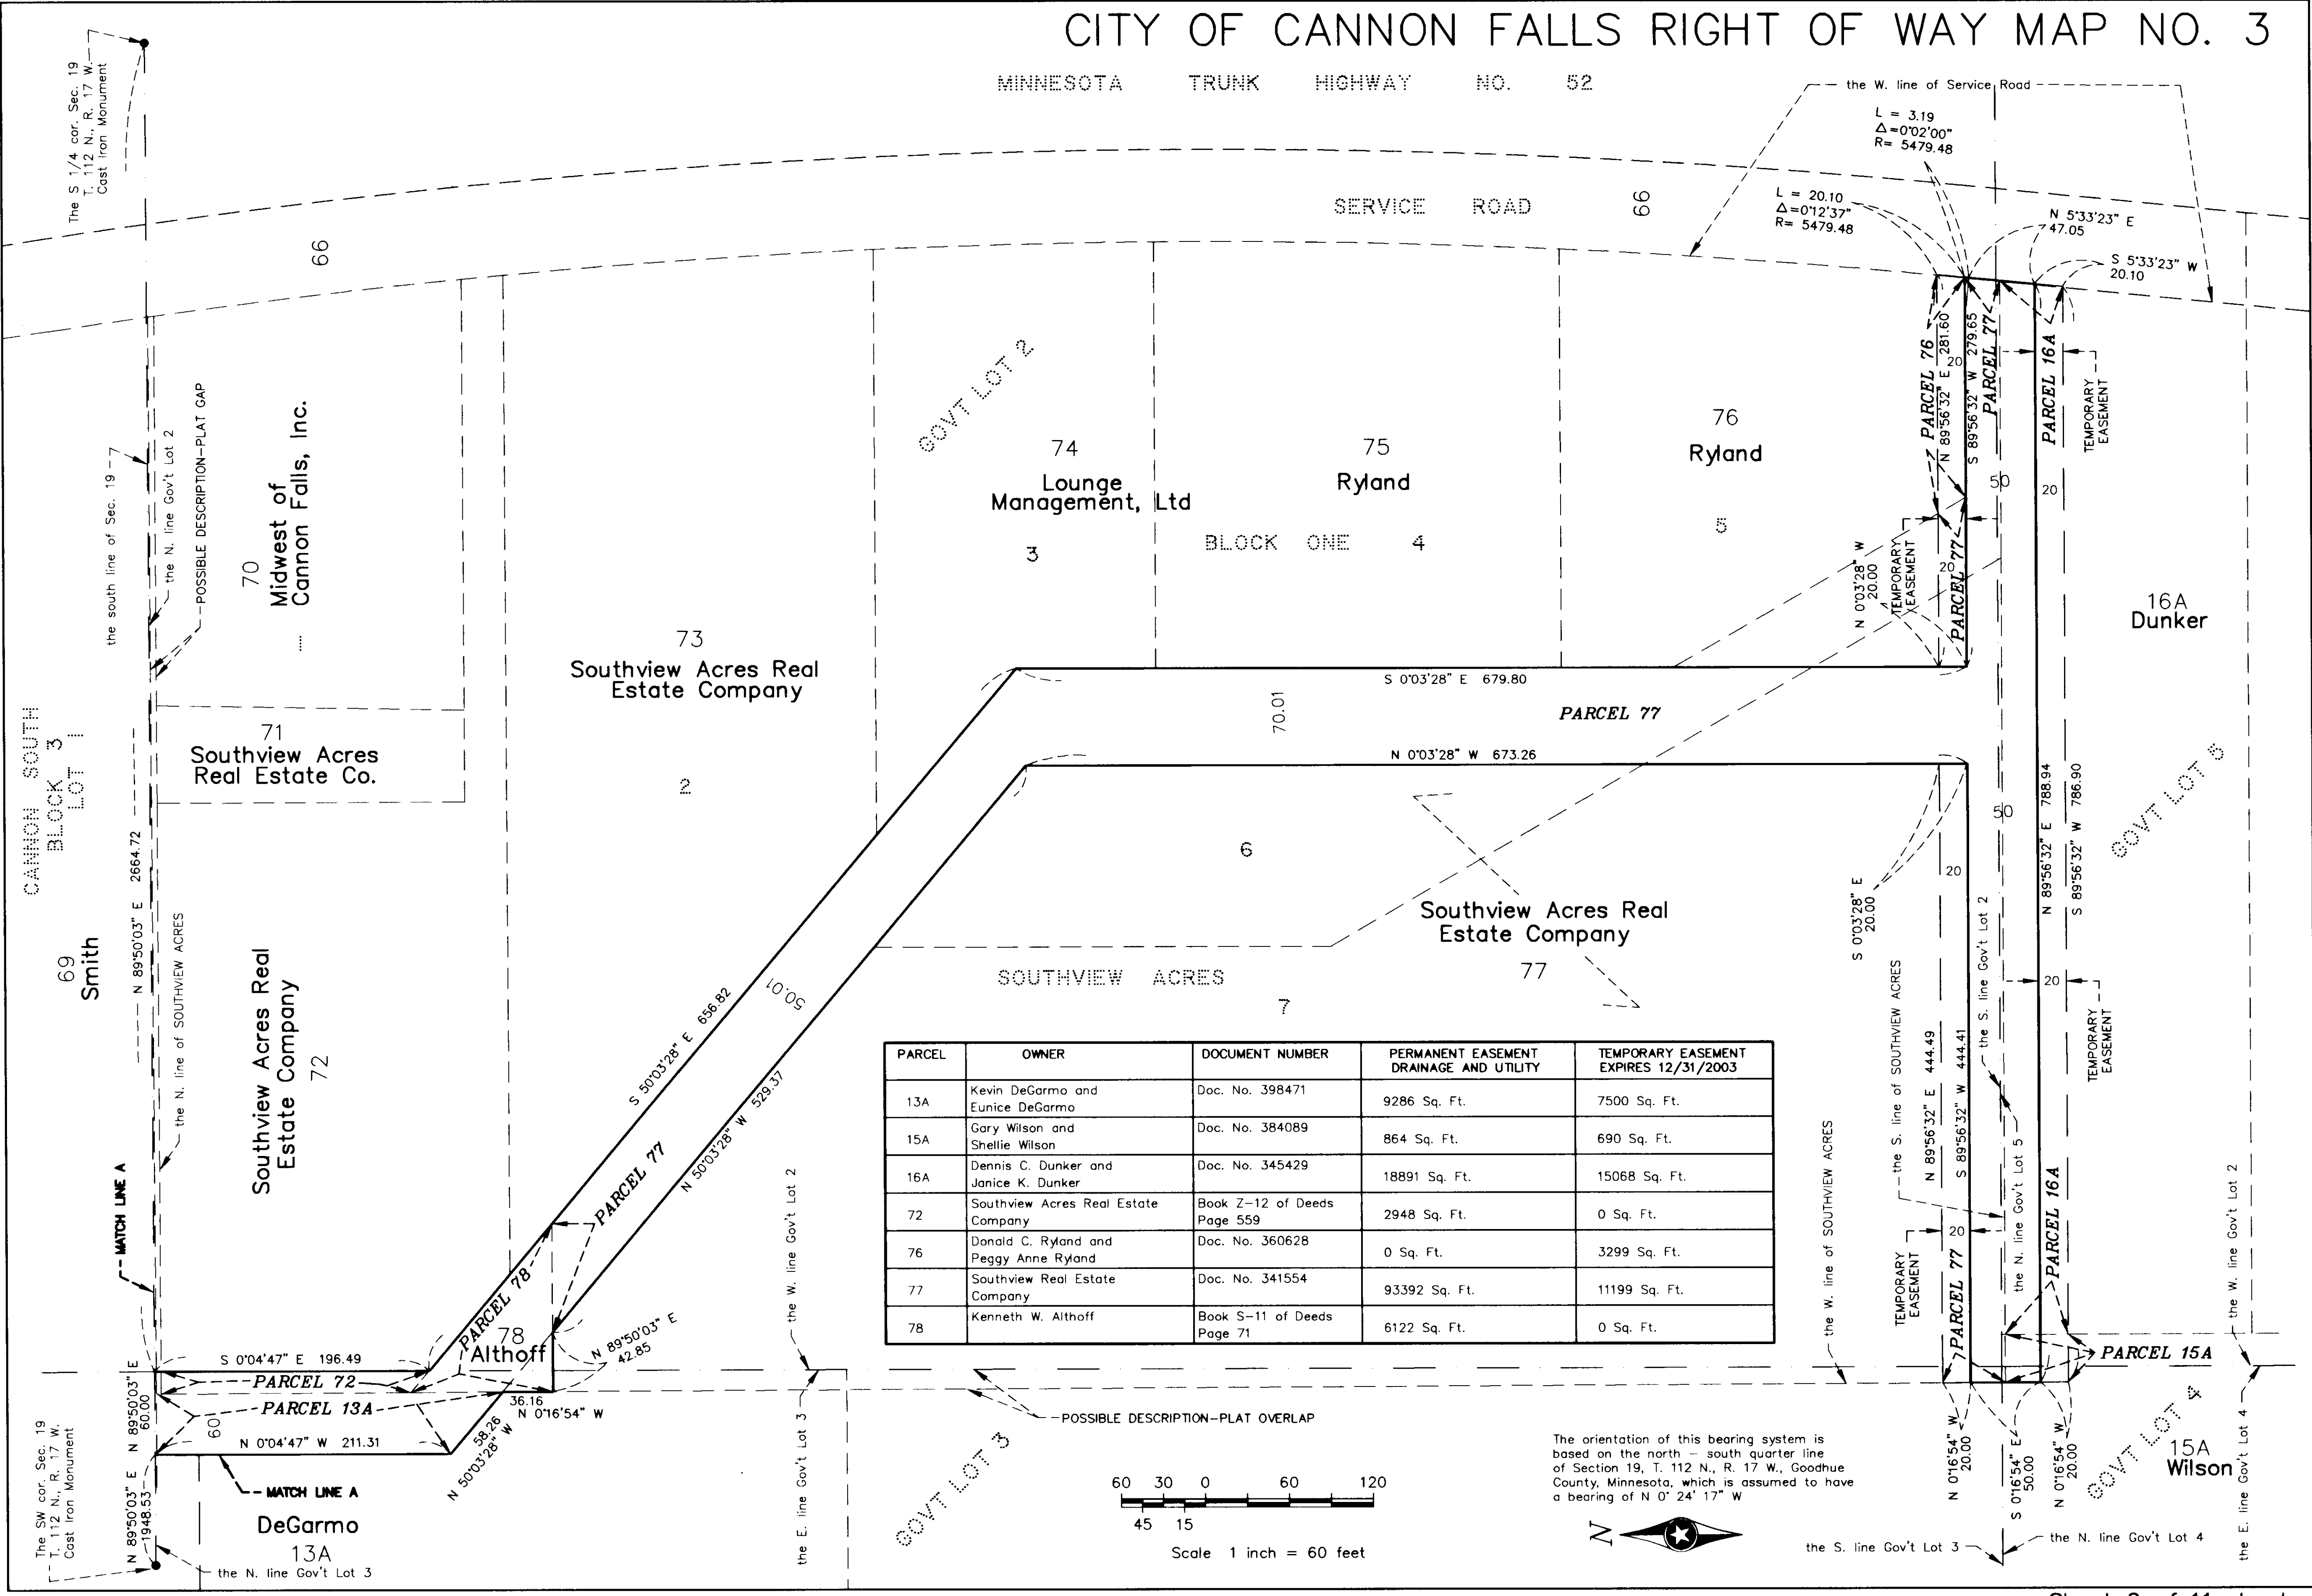 CITY OF CANNON FALLS RIGHT OF WAY MAP NO. 3
MINNESOTA TRUNK HIGHWAY NO. 52
the W. line of Service Road
The S 1/4 cor. Sec. 19
T. 112 N., R. 17 W.
Cast Iron Monument
L = 3.19
Δ=0°02'00"
R= 5479.48
SERVICE ROAD
66
66
L = 20.10
Δ=0°12'37"
R= 5479.48
N 5°33'23" E
47.05
S 5°33'23" W
20.10
the south line of Sec. 19
the N. line Gov't Lot 2
POSSIBLE DESCRIPTION-PLAT GAP
70
Midwest of
Cannon Falls, Inc.
GOVT LOT 2
74
Lounge
Management, Ltd
3
75
Ryland
BLOCK ONE 4
76
Ryland
5
PARCEL 76
N 89°56'32" E 281.60
20
S 89°56'32" W 279.65
PARCEL 77
PARCEL 16A
TEMPORARY
EASEMENT
50
20
N 0°03'28" W
20.00
TEMPORARY
EASEMENT
20
PARCEL 77
16A
Dunker
73
Southview Acres Real
Estate Company
2
S 0°03'28" E 679.80
70.01
PARCEL 77
N 0°03'28" W 673.26
71
Southview Acres
Real Estate Co.
CANNON SOUTH
BLOCK 3
LOT 1
69
Smith
N 89°50'03" E 2664.72
the N. line of SOUTHVIEW ACRES
Southview Acres Real
Estate Company
72
6
Southview Acres Real
Estate Company
77
SOUTHVIEW ACRES
7
S 50°03'28" E 656.82
50.01
N 50°03'28" W 529.37
PARCEL 77
50
N 89°56'32" E 788.94
S 89°56'32" W 786.90
GOVT LOT 5
20
S 0°03'28" E
20.00
the S. line Gov't Lot 2
the S. line of SOUTHVIEW ACRES
N 89°56'32" E 444.49
S 89°56'32" W 444.41
20
TEMPORARY
EASEMENT
PARCEL OWNER DOCUMENT NUMBER PERMANENT EASEMENT DRAINAGE AND UTILITY TEMPORARY EASEMENT EXPIRES 12/31/2003
13A Kevin DeGarmo and Eunice DeGarmo Doc. No. 398471 9286 Sq. Ft. 7500 Sq. Ft.
15A Gary Wilson and Shellie Wilson Doc. No. 384089 864 Sq. Ft. 690 Sq. Ft.
16A Dennis C. Dunker and Janice K. Dunker Doc. No. 345429 18891 Sq. Ft. 15068 Sq. Ft.
72 Southview Acres Real Estate Company Book Z-12 of Deeds Page 559 2948 Sq. Ft. 0 Sq. Ft.
76 Donald C. Ryland and Peggy Anne Ryland Doc. No. 360628 0 Sq. Ft. 3299 Sq. Ft.
77 Southview Real Estate Company Doc. No. 341554 93392 Sq. Ft. 11199 Sq. Ft.
78 Kenneth W. Althoff Book S-11 of Deeds Page 71 6122 Sq. Ft. 0 Sq. Ft.
the W. line of SOUTHVIEW ACRES
the W. line Gov't Lot 2
the N. line Gov't Lot 5
PARCEL 16A
the W. line Gov't Lot 2
20
TEMPORARY
EASEMENT
PARCEL 77
PARCEL 15A
MATCH LINE A
PARCEL 78
78
Althoff
N 89°50'03" E
42.85
S 0°04'47" E 196.49
PARCEL 72
PARCEL 13A
N 89°50'03" E
60.00
60
N 0°04'47" W 211.31
36.16
N 0°16'54" W
58.26
N 50°03'28" W
MATCH LINE A
The SW cor. Sec. 19
T. 112 N., R. 17 W.
Cast Iron Monument
N 89°50'03" E
1948.53
DeGarmo
13A
the N. line Gov't Lot 3
the E. line Gov't Lot 3
POSSIBLE DESCRIPTION-PLAT OVERLAP
GOVT LOT 3
60 30 0 60 120
45 15
Scale 1 inch = 60 feet
The orientation of this bearing system is
based on the north - south quarter line
of Section 19, T. 112 N., R. 17 W., Goodhue
County, Minnesota, which is assumed to have
a bearing of N 0° 24' 17" W
N
N 0°16'54" W
20.00
S 0°16'54" E
50.00
N 0°16'54" W
20.00
GOVT LOT 4
15A
Wilson
the E. line Gov't Lot 4
the S. line Gov't Lot 3
the N. line Gov't Lot 4